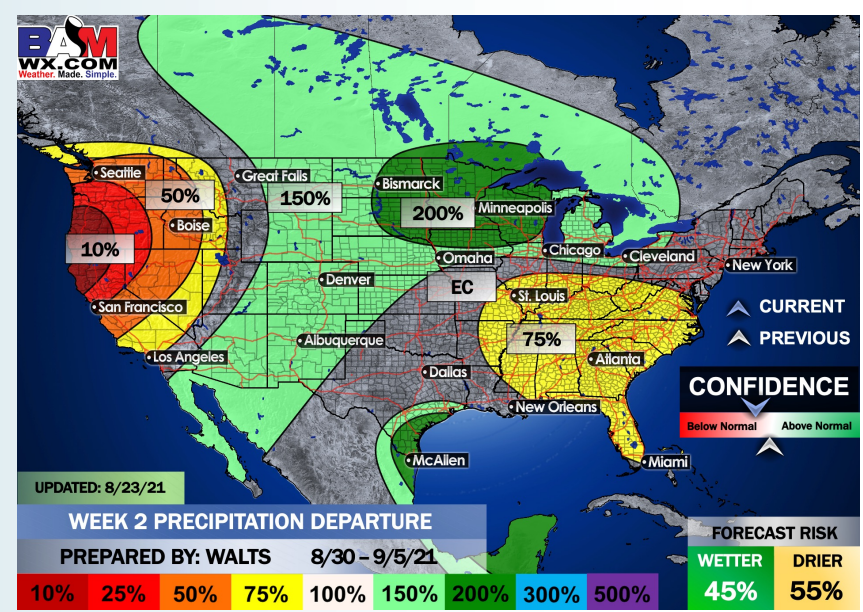 BAM
WX.COM
Weather. Made. Simple.
Seattle
Great Falls
50%
150%
Bismarck
200%
Minneapolis
Boise
10%
Chicago
Omaha
Cleveland
New York
Denver
EC
St. Louis
San Francisco
CURRENT
75%
PREVIOUS
Albuquerque
Los Angeles
Atlanta
Dallas
CONFIDENCE
New Orleans
Below Normal
Above Normal
McAllen
Miami
UPDATED: 8/23/21
WEEK 2 PRECIPITATION DEPARTURE
PREPARED BY: WALTS 8/30 – 9/5/21
10% 25% 50% 75% 100% 150% 200% 300% 500%
FORECAST RISK
WETTER DRIER
45% 55%